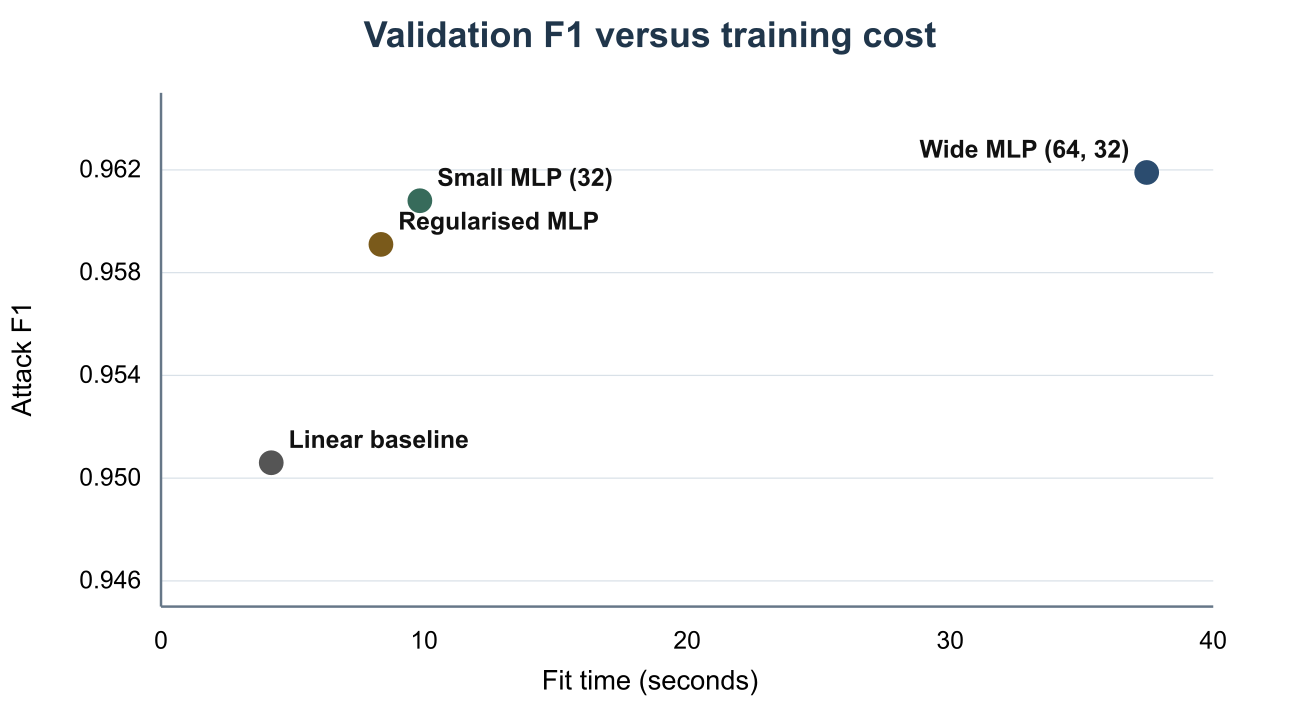 Validation F1 versus training cost
Wide MLP (64, 32)
0.962
Small MLP (32)
Regularised MLP
0.958
Attack F1
0.954
Linear baseline
0.950
0.946
0 10 20 30 40
Fit time (seconds)